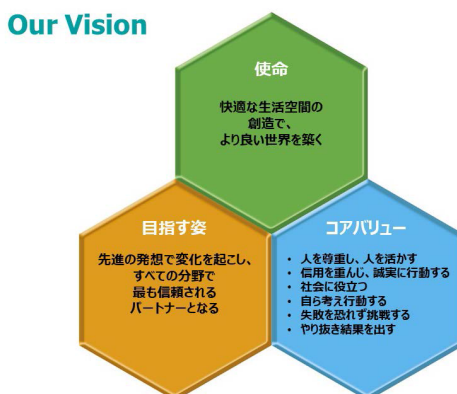 Our Vision
使命
快適な生活空間の
創造で、
より良い世界を築く
目指す姿
先進の発想で変化を起こし、
すべての分野で
最も信頼される
パートナーとなる
コアバリュー
• 人を尊重し、人を活かす
• 信用を重んじ、誠実に行動する
• 社会に役立つ
• 自ら考え行動する
• 失敗を恐れず挑戦する
• やり抜き結果を出す